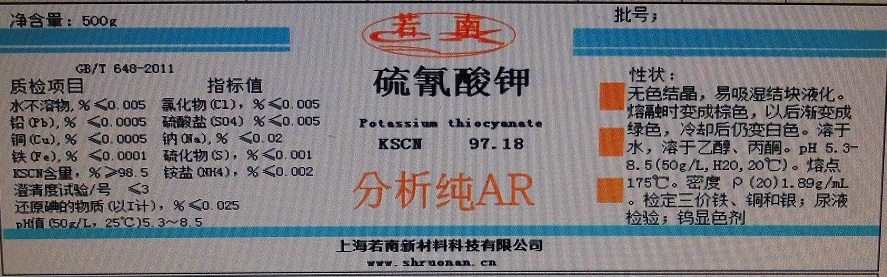 净含量：500g
GB/T 648-2011
质检项目 指标值
水不溶物,%≤0.005 氯化物(Cl)，%≤0.005
铅(Pb),%≤0.0005 硫酸盐(SO4) %≤0.005
铜(Cu),%≤0.0005 钠(Na),%≤0.02
铁(Fe),%≤0.0001 硫化物(S),%≤0.001
KSCN含量,%≥98.5 铵盐(NH4),%≤0.002
澄清度试验/号 ≤3
还原碘的物质(以I计)，%≤0.025
pH值(50g/L，25℃)5.3～8.5
若南
硫氰酸钾
Potassium thiocyanate
KSCN 97.18
分析纯AR
批号；
性状：
无色结晶，易吸湿结块液化。
熔融时变成棕色，以后渐变成
绿色，冷却后仍变白色。溶于
水，溶于乙醇、丙酮。pH 5.3-
8.5(50g/L,H2O,20℃)。熔点
175℃。密度 ρ(20)1.89g/mL
。检定三价铁、铜和银；尿液
检验；钨显色剂
上海若南新材料科技有限公司
www.shruonan.cn